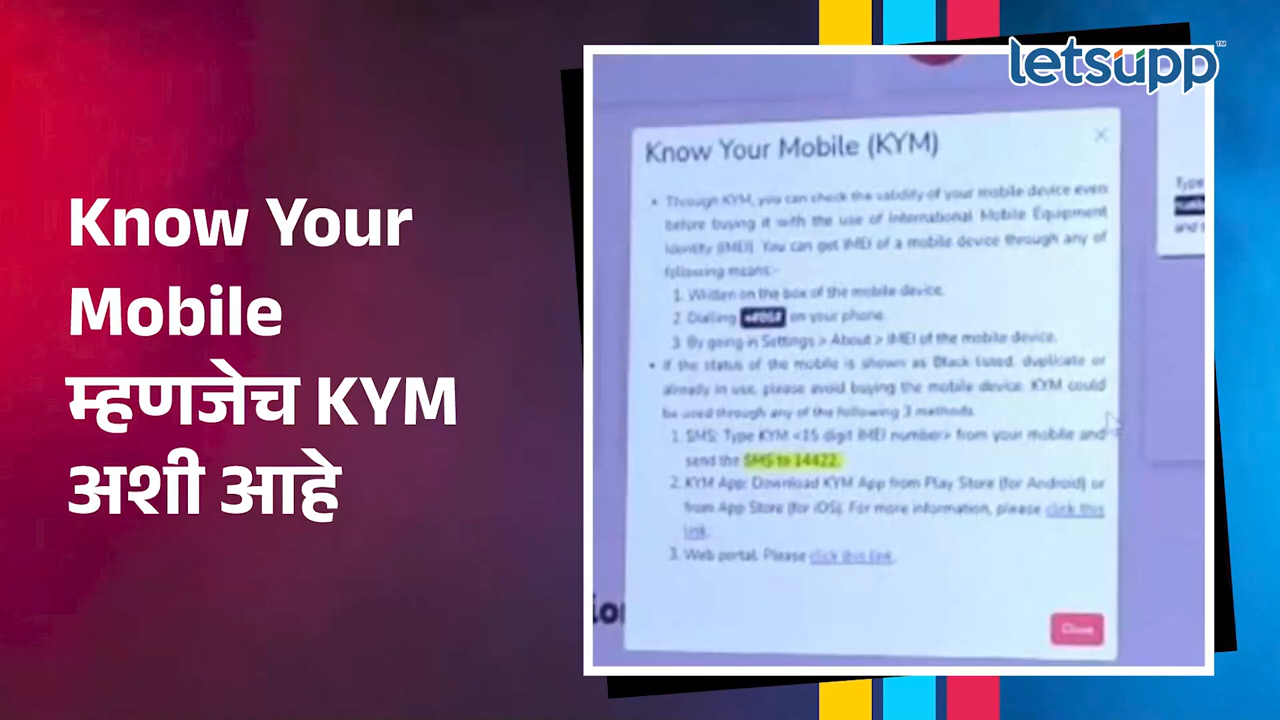 letsupp™
Know Your
Mobile
म्हणजेच KYM
अशी आहे
Know Your Mobile (KYM)
• Through KYM, you can check the validity of your mobile device even
before buying it with the use of International Mobile Equipment
Identity (IMEI). You can get IMEI of a mobile device through any of
following means:-
1. Written on the box of the mobile device.
2. Dialling on your phone.
3. By going in Settings > About > IMEI of the mobile device.
• If the status of the mobile is shown as Black listed, duplicate or
already in use, please avoid buying the mobile device. KYM could
be used through any of the following 3 methods
1. SMS: Type KYM <15 digit IMEI number> from your mobile and
send the SMS to 14422.
2. KYM App: Download KYM App from Play Store (for Android) or
from App Store (for iOS). For more information, please click this
link.
3. Web portal: Please click this link.
Close
Type
and